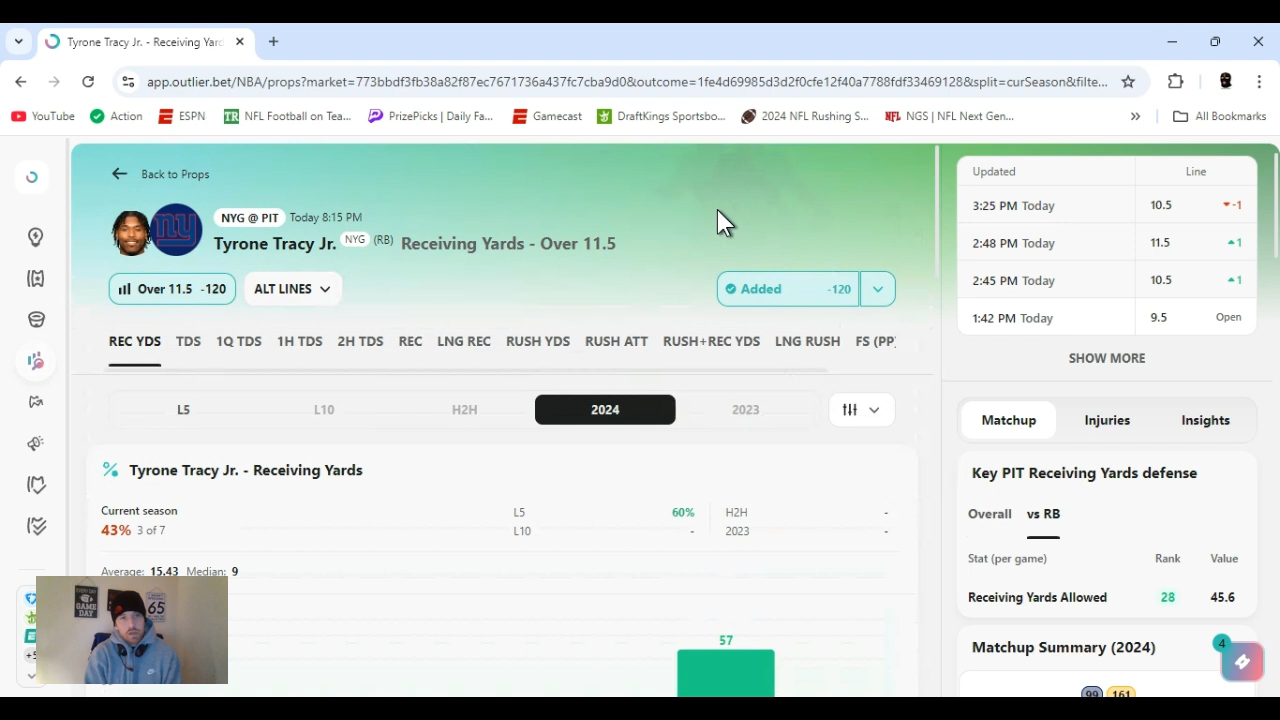 Tyrone Tracy Jr. - Receiving Yard
app.outlier.bet/NBA/props?market=773bbdf3fb38a82f87ec7671736a437fc7cba9d0&outcome=1fe4d69985d3d2f0cfe12f40a7788fdf33469128&split=curSeason&filte...
YouTube Action ESPN NFL Football on Tea... PrizePicks | Daily Fa... Gamecast DraftKings Sportsbo... 2024 NFL Rushing S... NGS | NFL Next Gen... » All Bookmarks
Back to Props
NYG @ PIT Today 8:15 PM
Tyrone Tracy Jr. NYG (RB) Receiving Yards - Over 11.5
Over 11.5 -120 ALT LINES Added -120
REC YDS TDS 1Q TDS 1H TDS 2H TDS REC LNG REC RUSH YDS RUSH ATT RUSH+REC YDS LNG RUSH FS (PP)
L5 L10 H2H 2024 2023
Tyrone Tracy Jr. - Receiving Yards
Current season L5 60% H2H -
43% 3 of 7 L10 - 2023 -
Average: 15.43 Median: 9
57
Updated Line
3:25 PM Today 10.5 -1
2:48 PM Today 11.5 1
2:45 PM Today 10.5 1
1:42 PM Today 9.5 Open
SHOW MORE
Matchup Injuries Insights
Key PIT Receiving Yards defense
Overall vs RB
Stat (per game) Rank Value
Receiving Yards Allowed 28 45.6
Matchup Summary (2024)
4
99 161
EVERY DAY
GAME
DAY
65